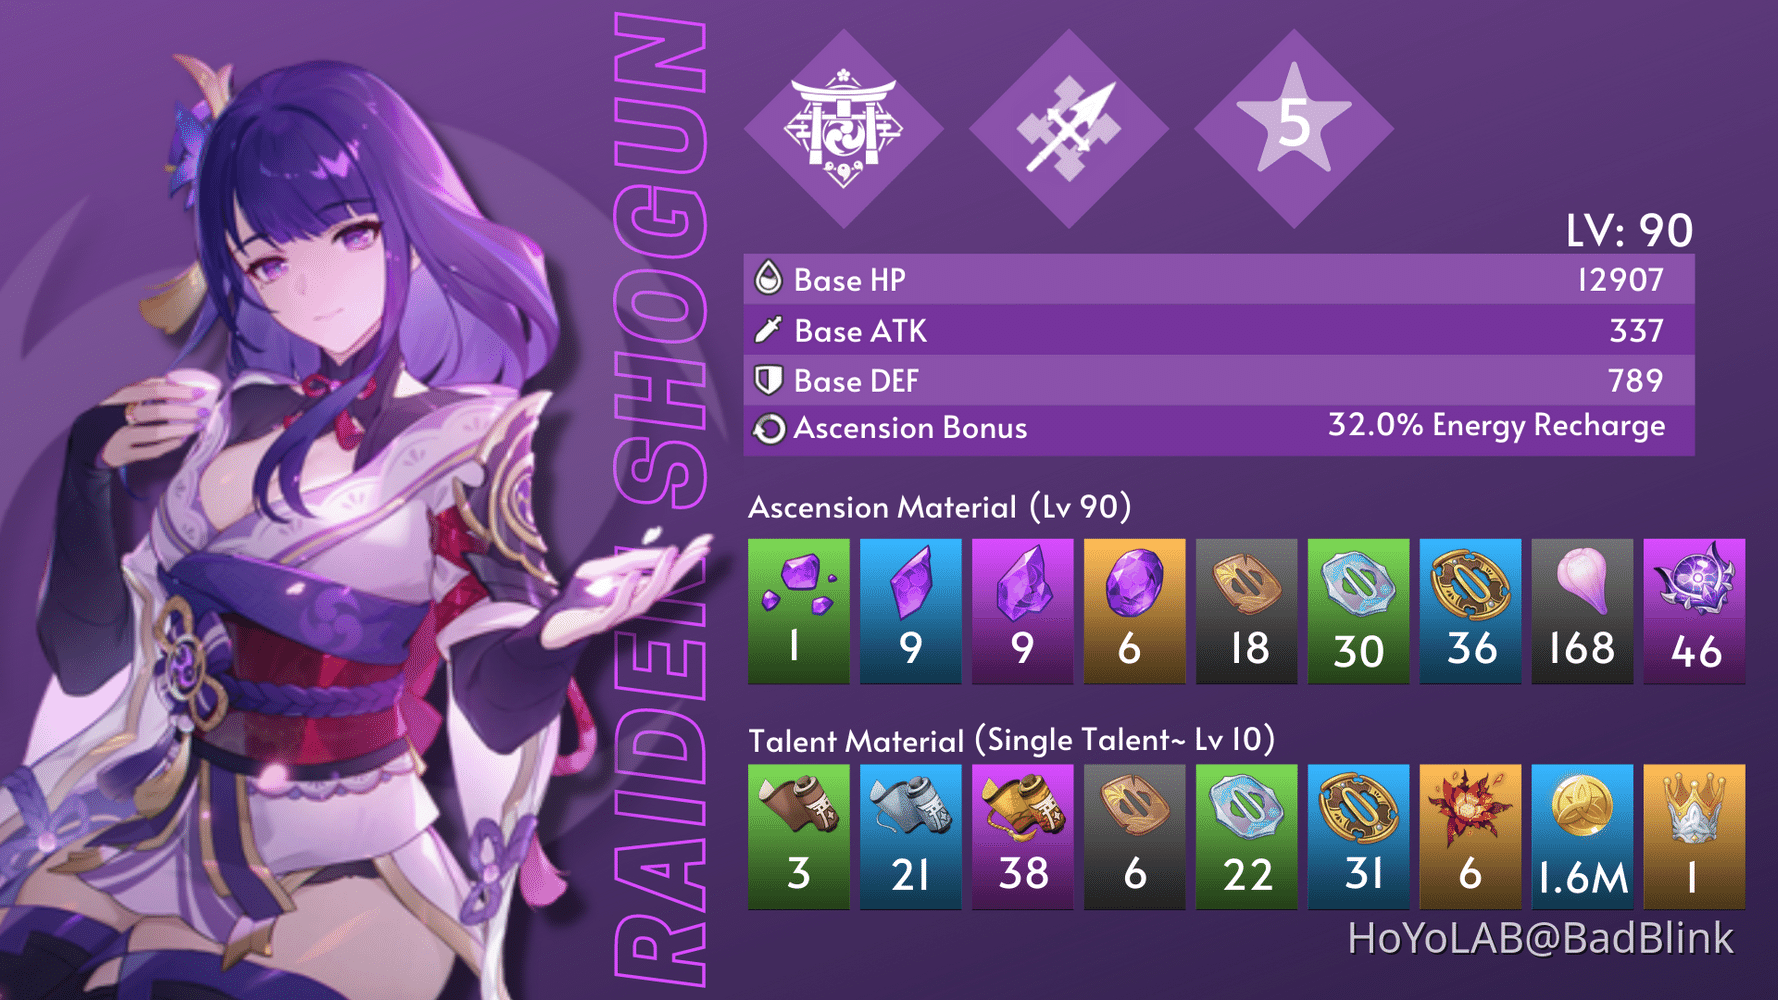 RAIDEN SHOGUN
5
LV: 90
Base HP 12907
Base ATK 337
Base DEF 789
Ascension Bonus 32.0% Energy Recharge
Ascension Material (Lv 90)
1 9 9 6 18 30 36 168 46
Talent Material (Single Talent~ Lv 10)
3 21 38 6 22 31 6 1.6M 1
HoYoLAB@BadBlink